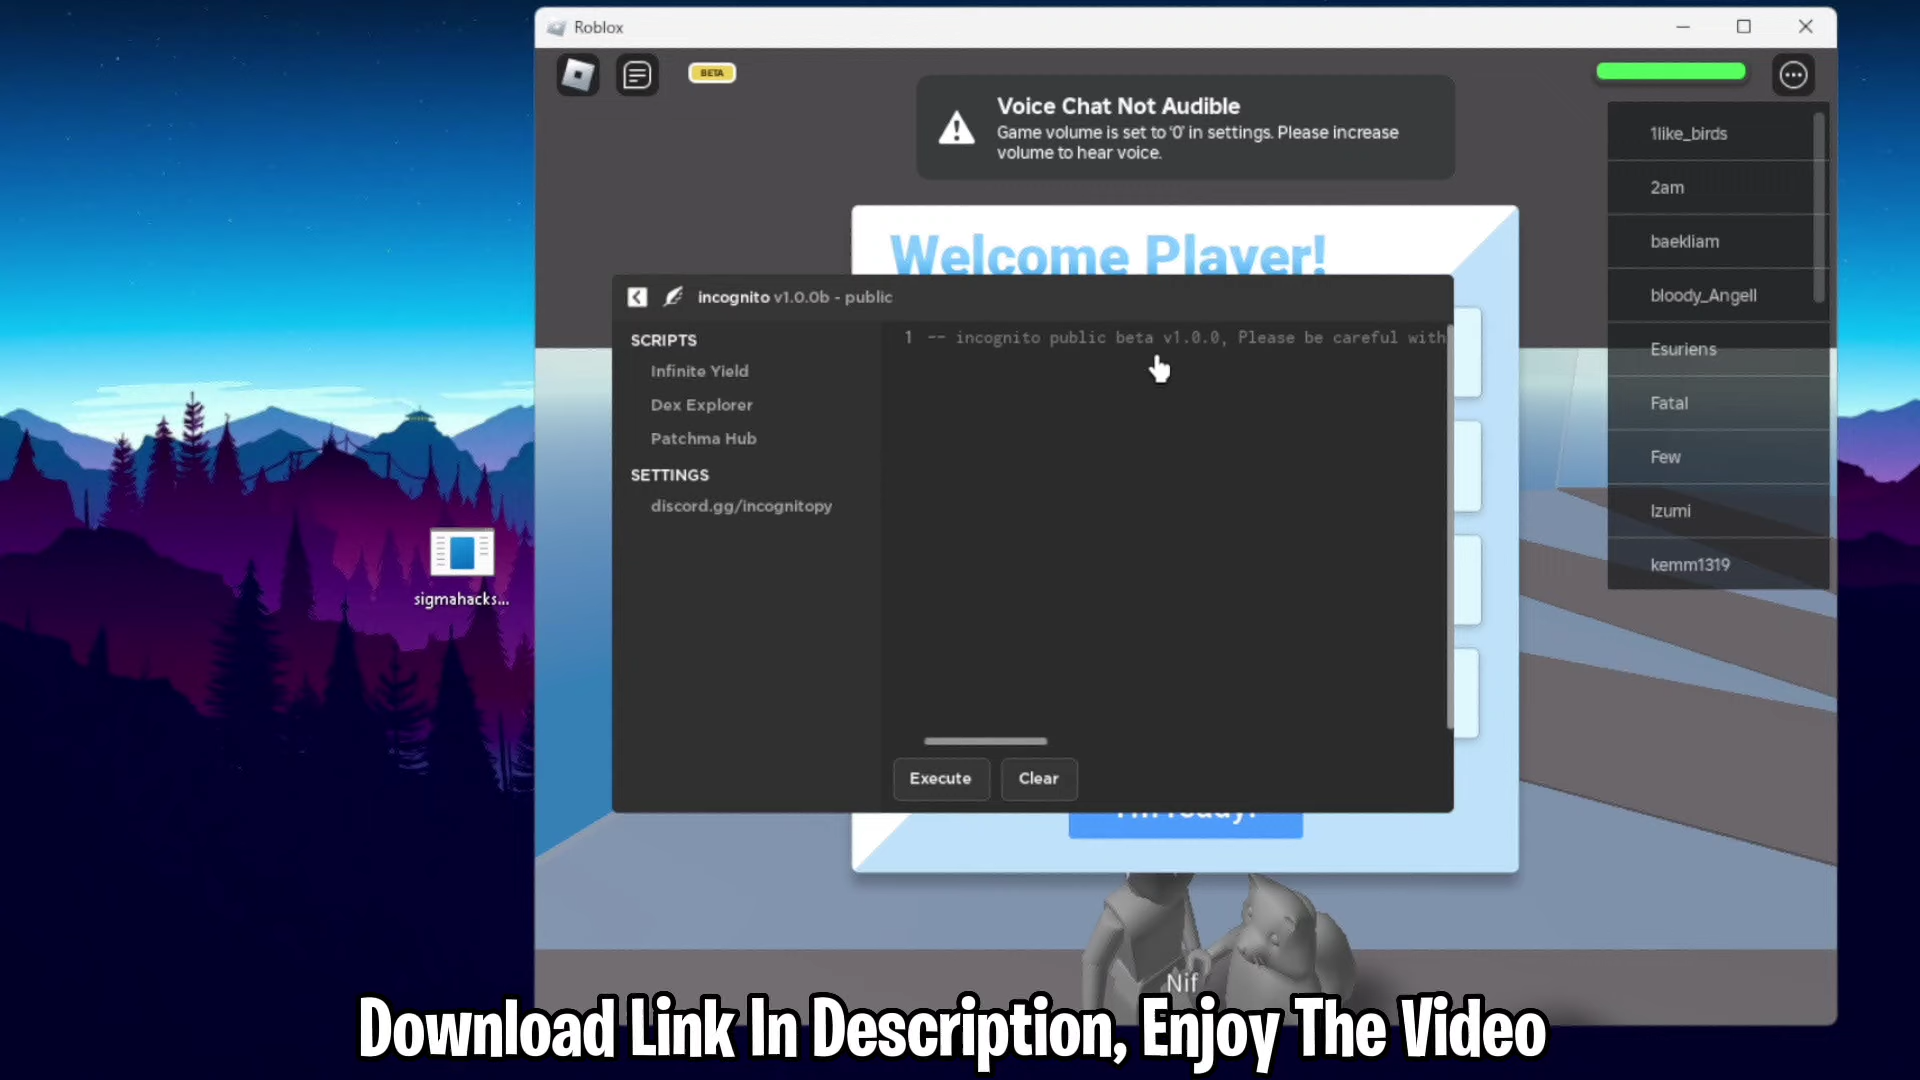 Roblox
BETA
Voice Chat Not Audible
Game volume is set to '0' in settings. Please increase
volume to hear voice.
1like_birds
2am
baekliam
bloody_Angell
Esuriens
Fatal
Few
Izumi
kemm1319
Welcome Player!
incognito v1.0.0b - public
SCRIPTS
Infinite Yield
Dex Explorer
Patchma Hub
SETTINGS
discord.gg/incognitopy
1 -- incognito public beta v1.0.0, Please be careful with
Execute
Clear
I'm ready!
sigmahacks...
Nif
Download Link In Description, Enjoy The Video